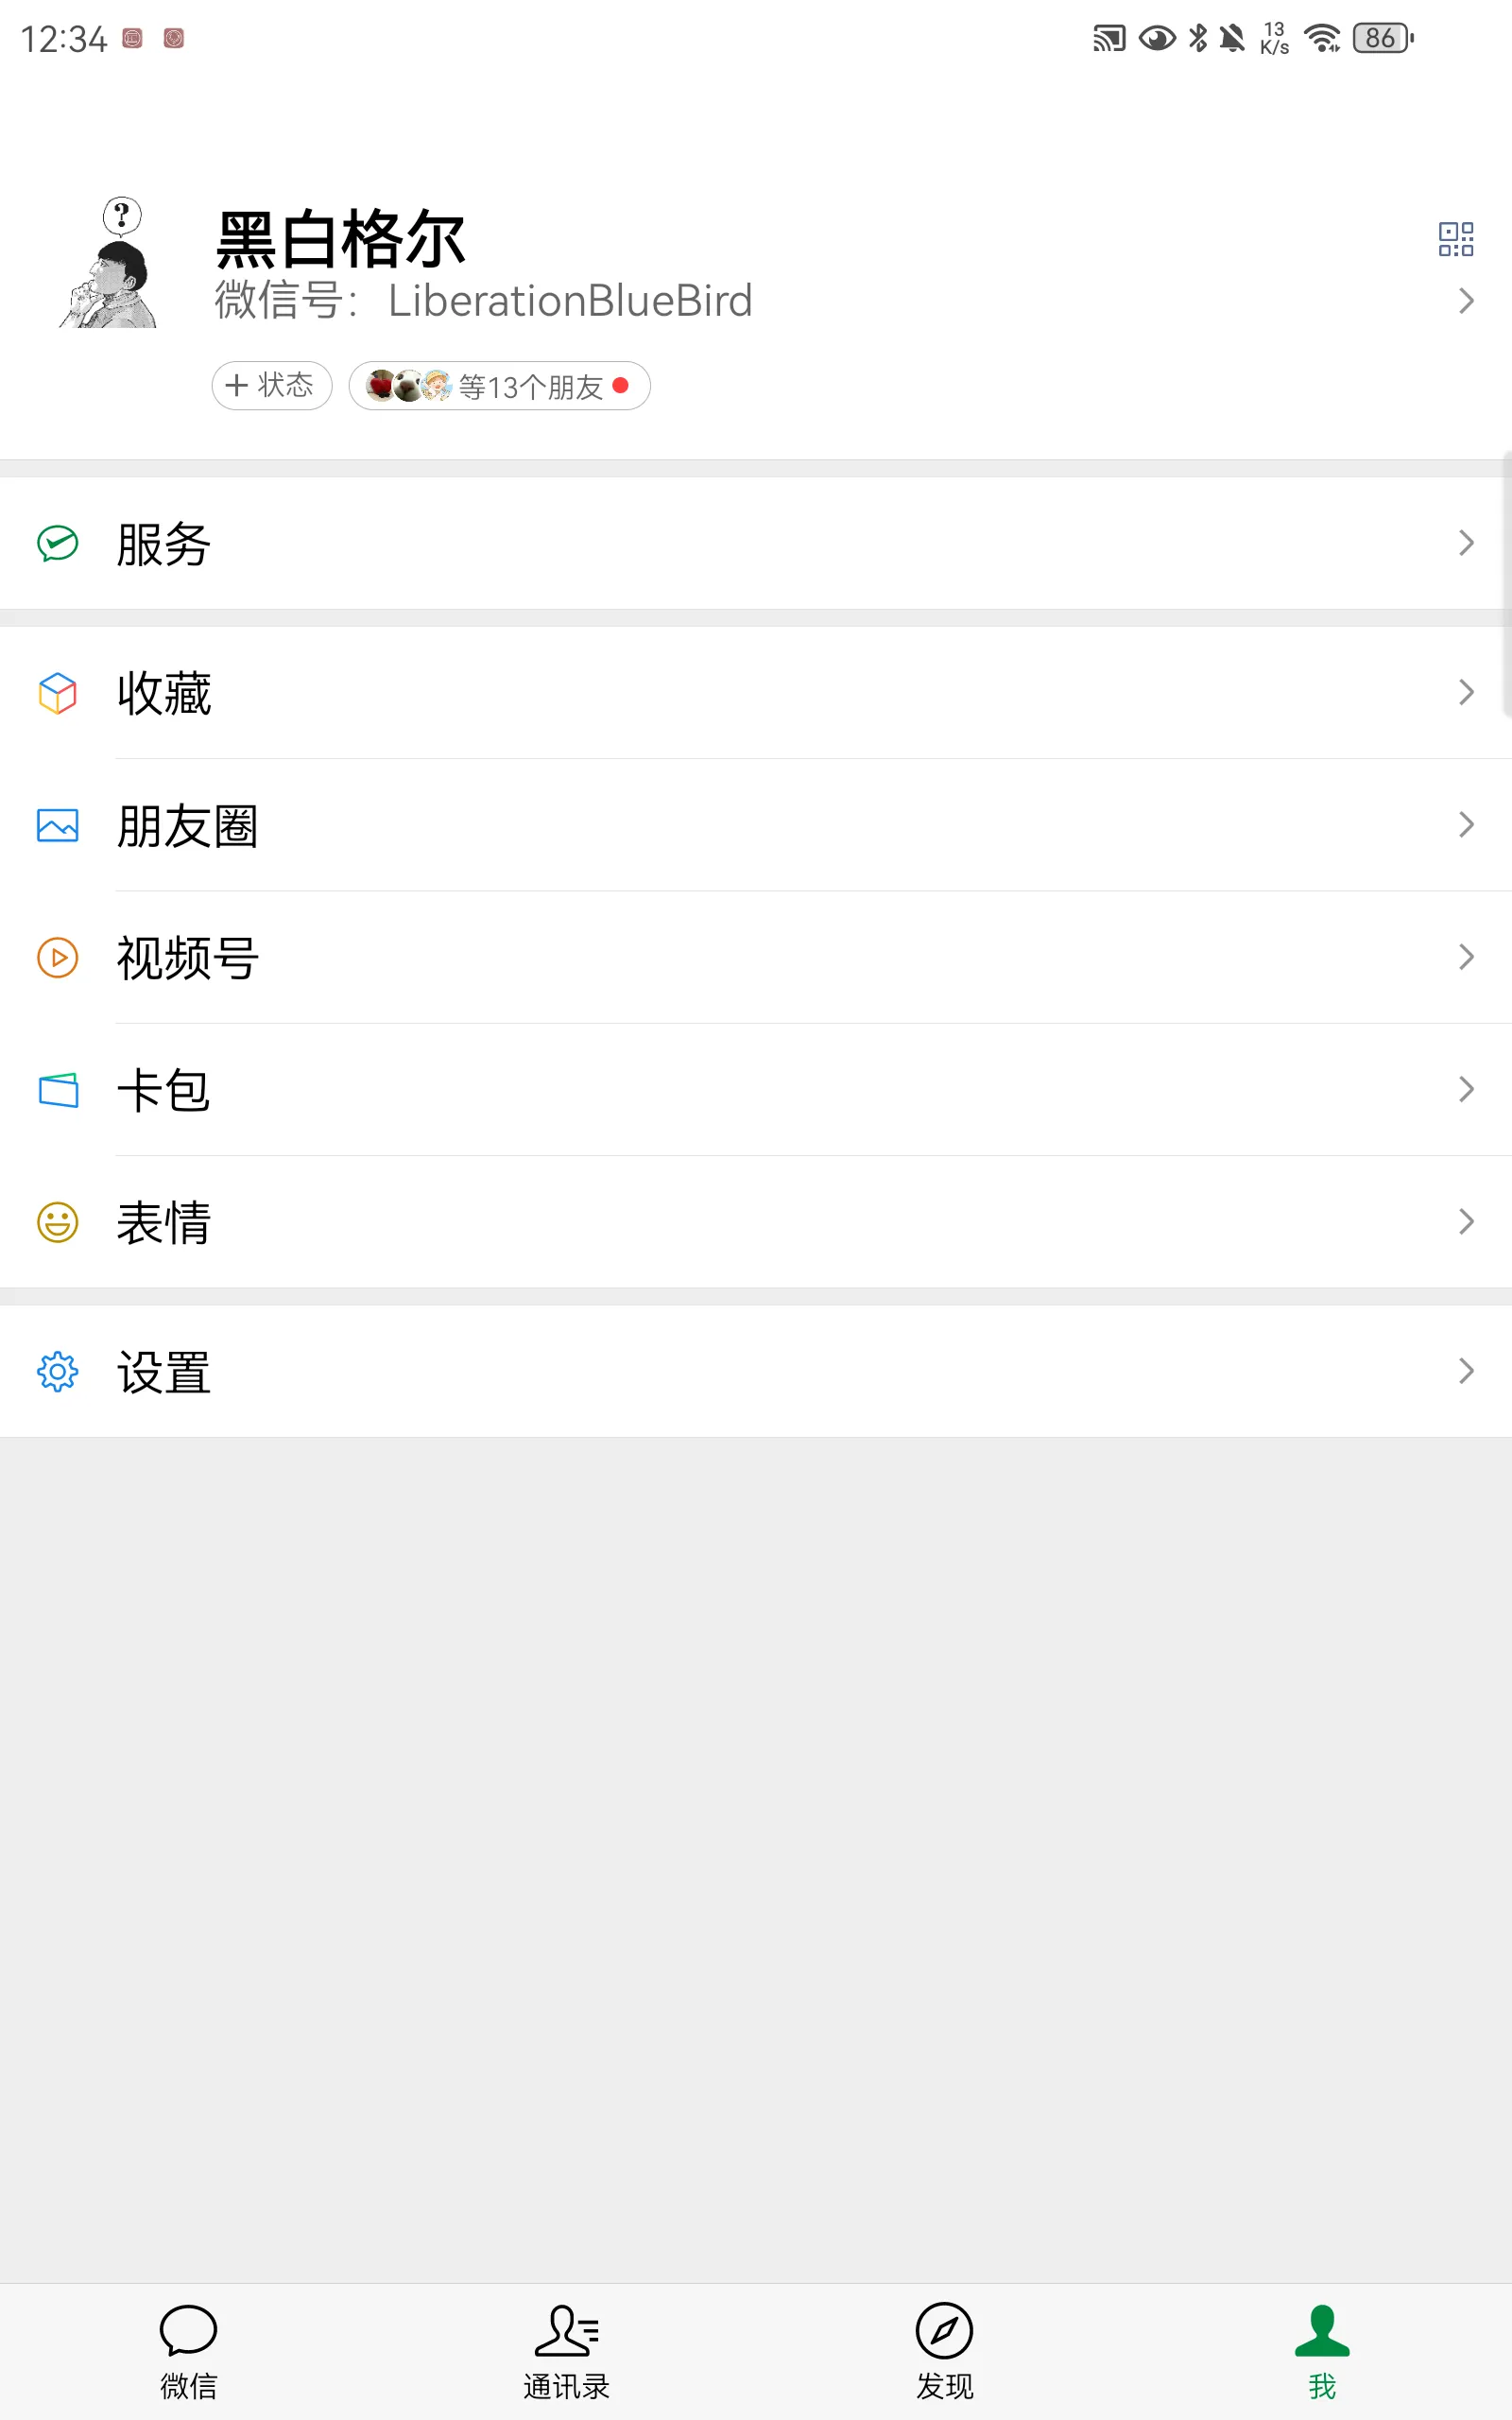 12:34
13
K/s
86
?
黑白格尔
微信号: LiberationBlueBird
状态
等13个朋友
服务
收藏
朋友圈
视频号
卡包
表情
设置
微信
通讯录
发现
我